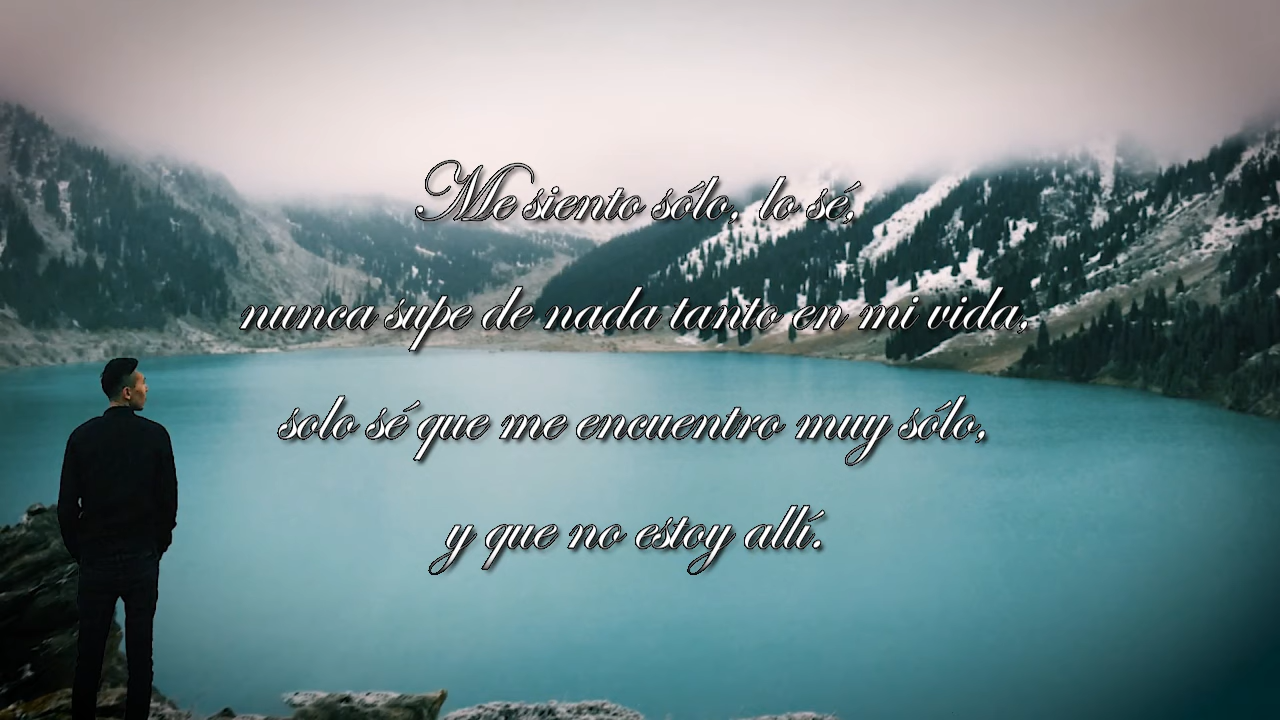 Me siento sólo, lo sé,
nunca supe de nada tanto en mi vida,
solo sé que me encuentro muy sólo,
y que no estoy allí.